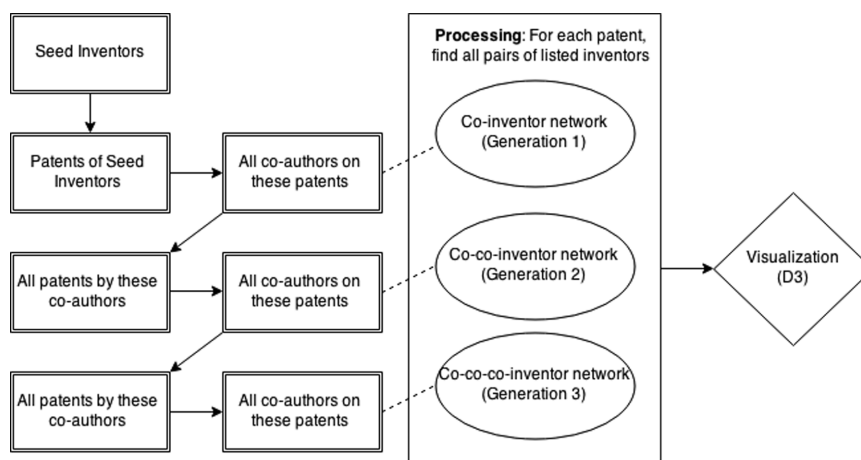 Seed Inventors
Patents of Seed
Inventors
All co-authors on
these patents
All patents by these
co-authors
All co-authors on
these patents
All patents by these
co-authors
All co-authors on
these patents
Processing: For each patent,
find all pairs of listed inventors
Co-inventor network
(Generation 1)
Co-co-inventor network
(Generation 2)
Co-co-co-inventor network
(Generation 3)
Visualization
(D3)